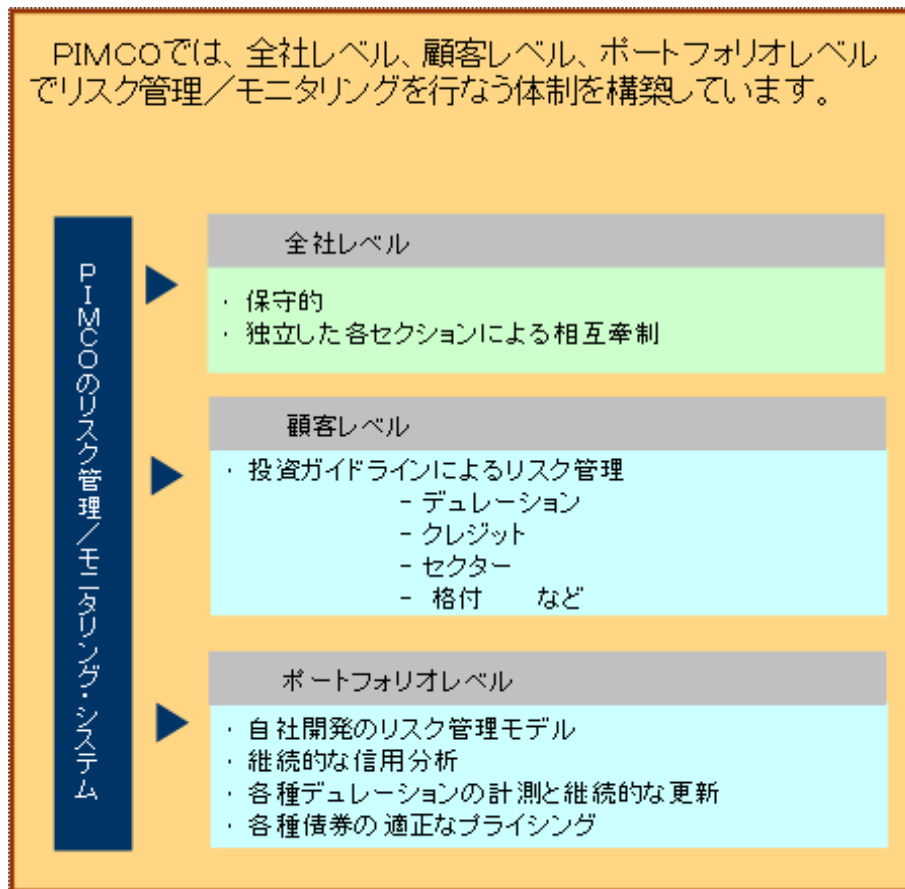 PIMCOでは、全社レベル、顧客レベル、ポートフォリオレベル
でリスク管理／モニタリングを行なう体制を構築しています。
PIMCOのリスク管理／モニタリング・システム
全社レベル
・ 保守的
・ 独立した各セクションによる相互牽制
顧客レベル
・ 投資ガイドラインによるリスク管理
－ デュレーション
－ クレジット
－ セクター
－ 格付　など
ポートフォリオレベル
・ 自社開発のリスク管理モデル
・ 継続的な信用分析
・ 各種デュレーションの計測と継続的な更新
・ 各種債券の適正なプライシング